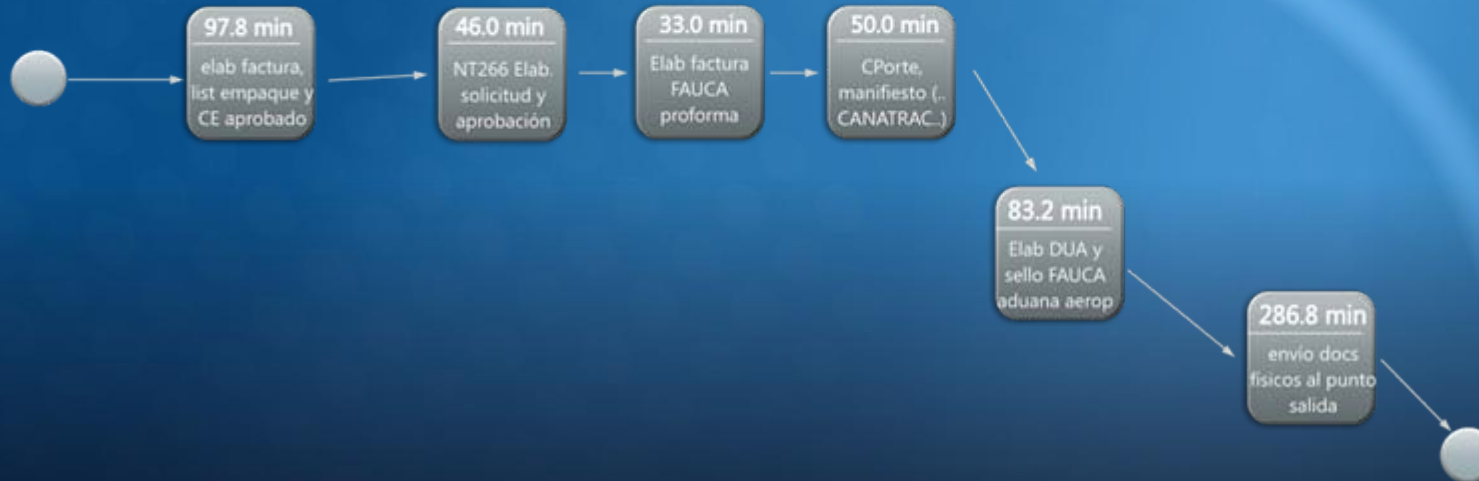 97.8 min
elab factura,
list empaque y
CE aprobado
46.0 min
NT266 Elab.
solicitud y
aprobación
33.0 min
Elab factura
FAUCA
proforma
50.0 min
CPorte,
manifiesto (..
CANATRAC..)
83.2 min
Elab DUA y
sello FAUCA
aduana aerop
286.8 min
envío docs
físicos al punto
salida